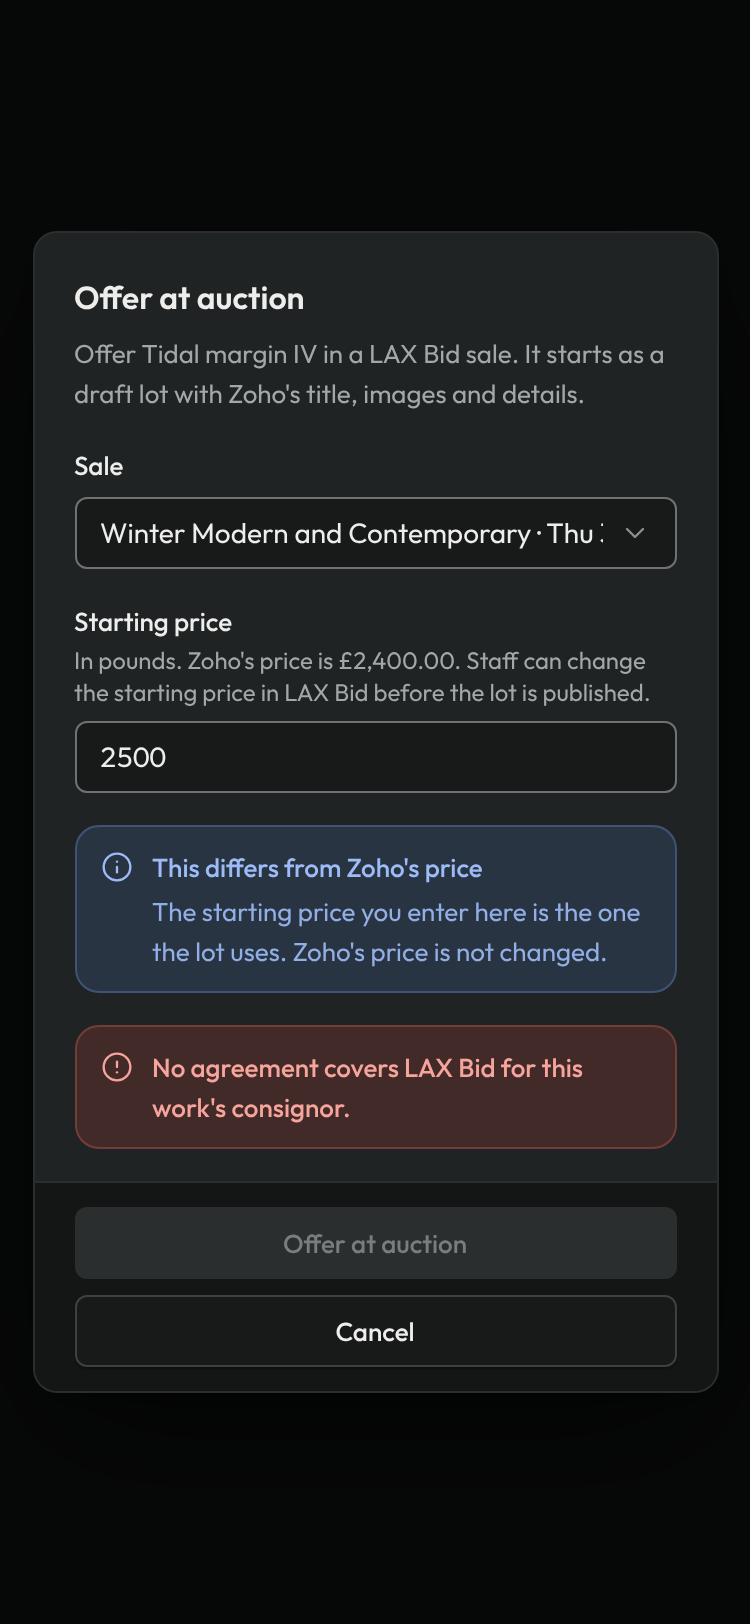 Offer at auction
Offer Tidal margin IV in a LAX Bid sale. It starts as a
draft lot with Zoho's title, images and details.
Sale
Winter Modern and Contemporary · Thu
Starting price
In pounds. Zoho's price is £2,400.00. Staff can change
the starting price in LAX Bid before the lot is published.
2500
This differs from Zoho's price
The starting price you enter here is the one
the lot uses. Zoho's price is not changed.
No agreement covers LAX Bid for this
work's consignor.
Offer at auction
Cancel